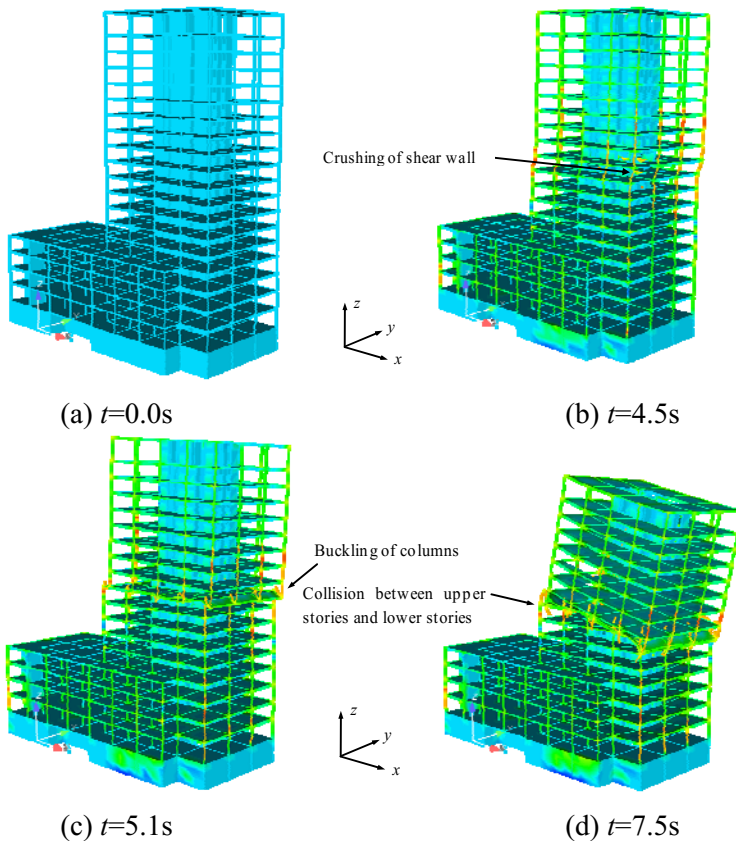 Crushing of shear wall
z
y
x
(a) t=0.0s
(b) t=4.5s
Buckling of columns
Collision between upper
stories and lower stories
z
y
x
(c) t=5.1s
(d) t=7.5s